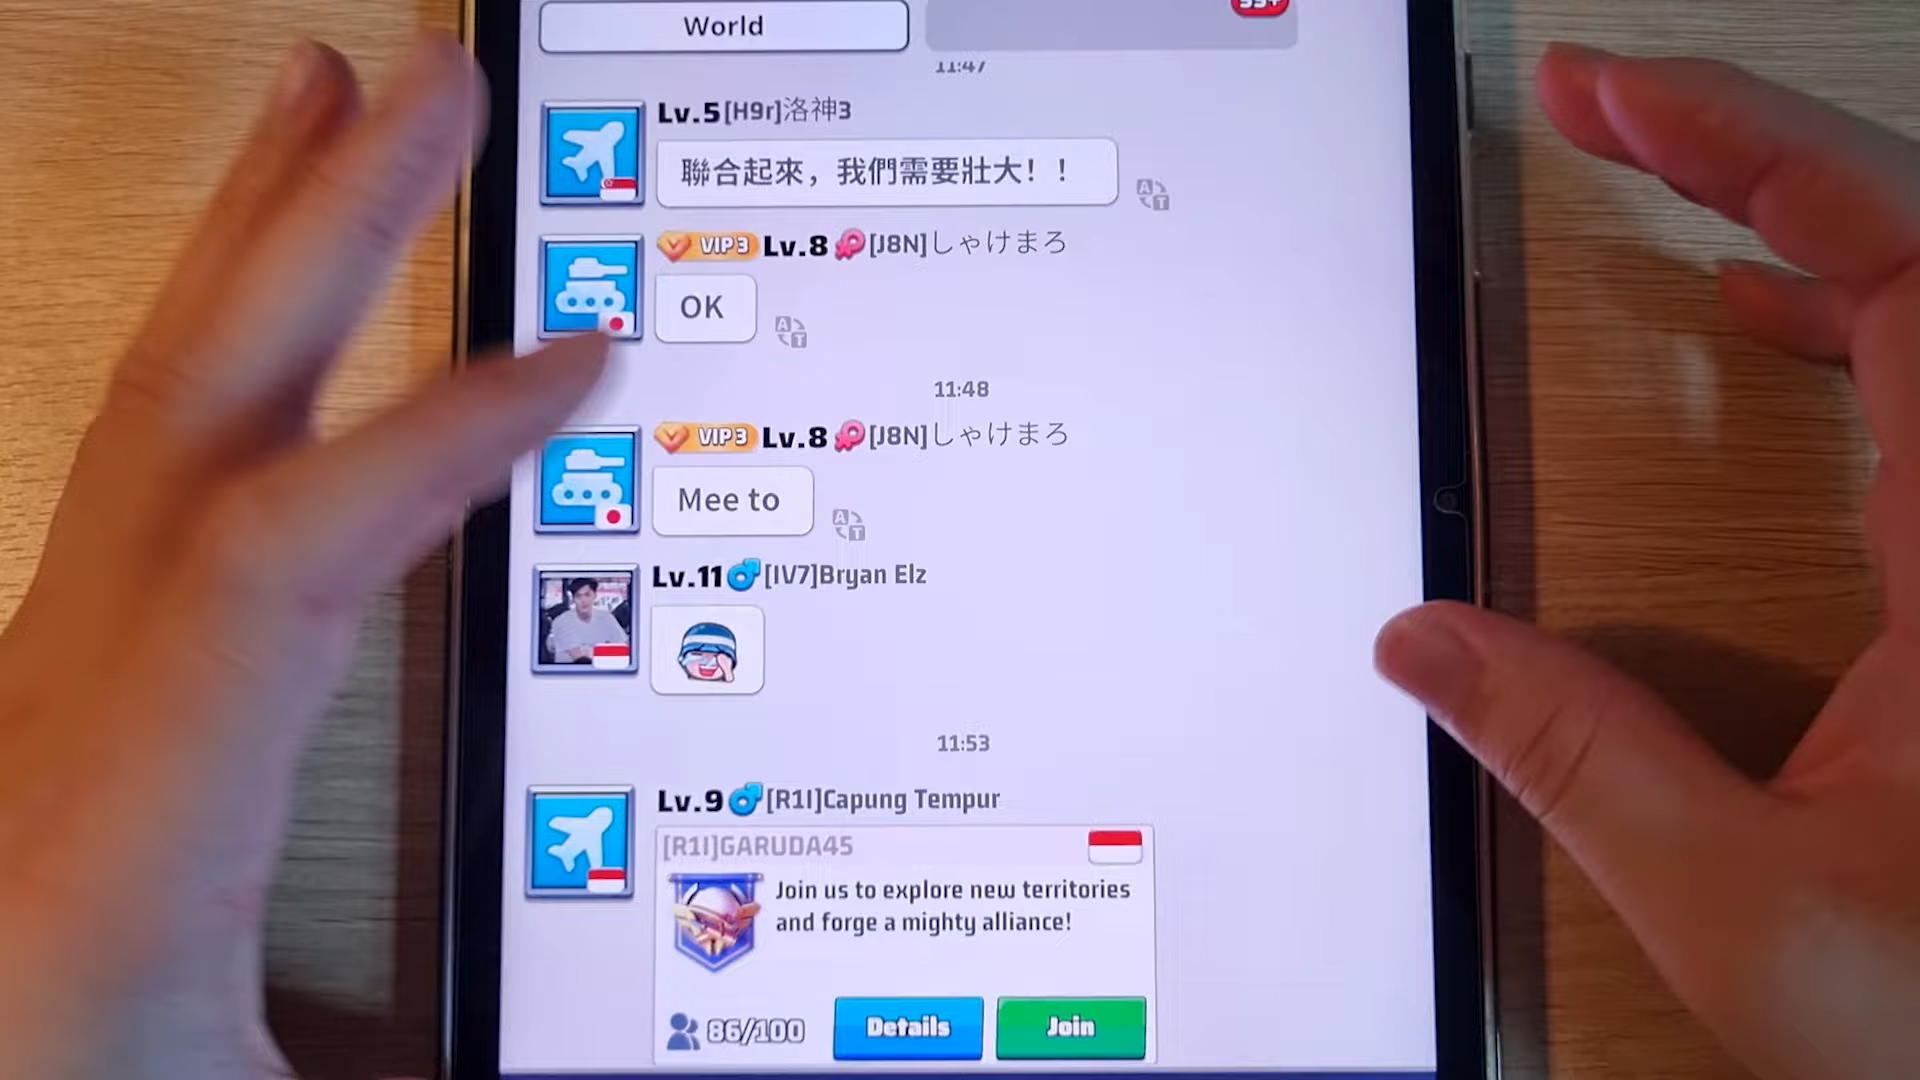 World
99+
11:47
Lv.5[H9r]洛神3
聯合起來，我們需要壯大！！
VIP3 Lv.8 [J8N]しゃけまろ
OK
11:48
VIP3 Lv.8 [J8N]しゃけまろ
Mee to
Lv.11 [IV7]Bryan Elz
11:53
Lv.9 [R1I]Capung Tempur
[R1I]GARUDA45
Join us to explore new territories
and forge a mighty alliance!
86/100 Details Join